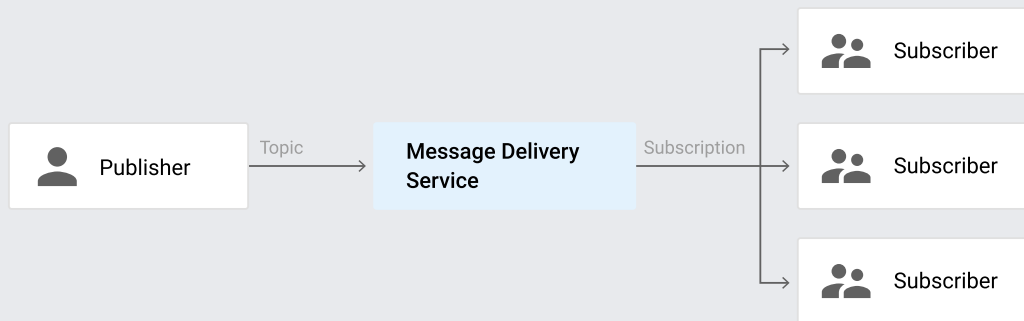 Publisher
Topic
Message Delivery
Service
Subscription
Subscriber
Subscriber
Subscriber